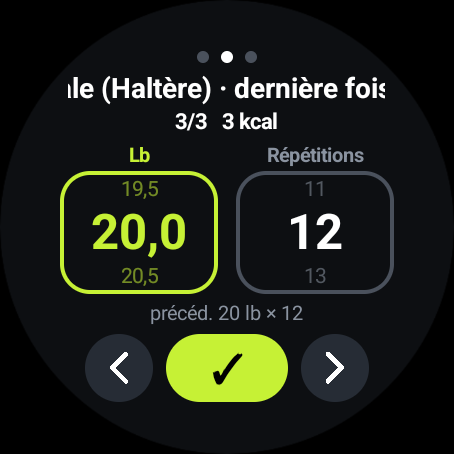 ale (Haltère) · dernière fois
3/3 3 kcal
Lb
Répétitions
19,5
20,0
20,5
11
12
13
précéd. 20 lb × 12